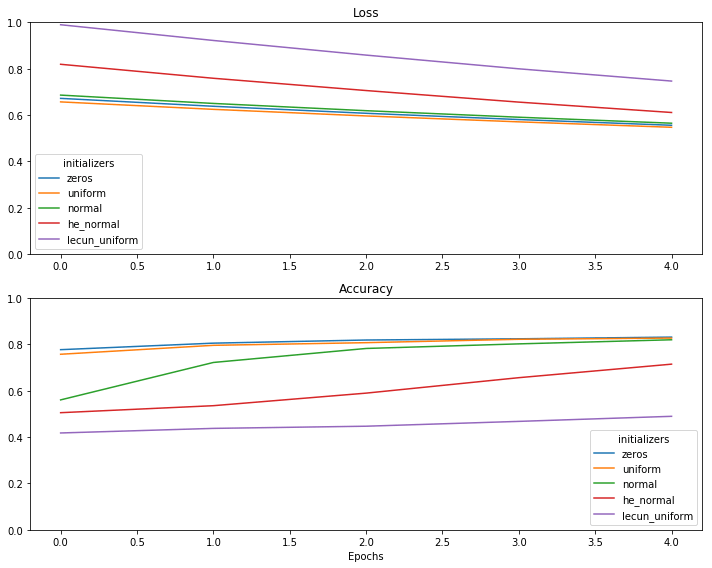 Loss
1.0
0.8
0.6
0.4
0.2
0.0
initializers
zeros
uniform
normal
he_normal
lecun_uniform
0.0 0.5 1.0 1.5 2.0 2.5 3.0 3.5 4.0
Accuracy
1.0
0.8
0.6
0.4
0.2
0.0
initializers
zeros
uniform
normal
he_normal
lecun_uniform
0.0 0.5 1.0 1.5 2.0 2.5 3.0 3.5 4.0
Epochs